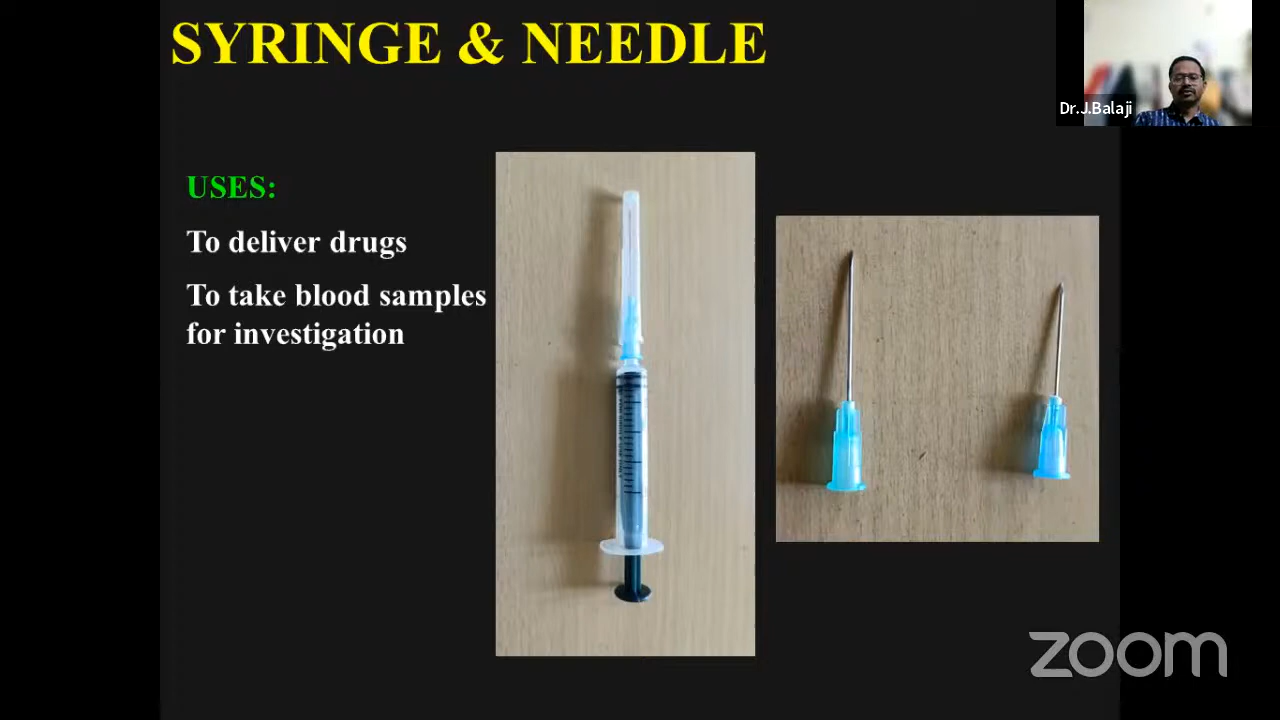 SYRINGE & NEEDLE
Dr.J.Balaji
USES:
To deliver drugs
To take blood samples
for investigation
zoom